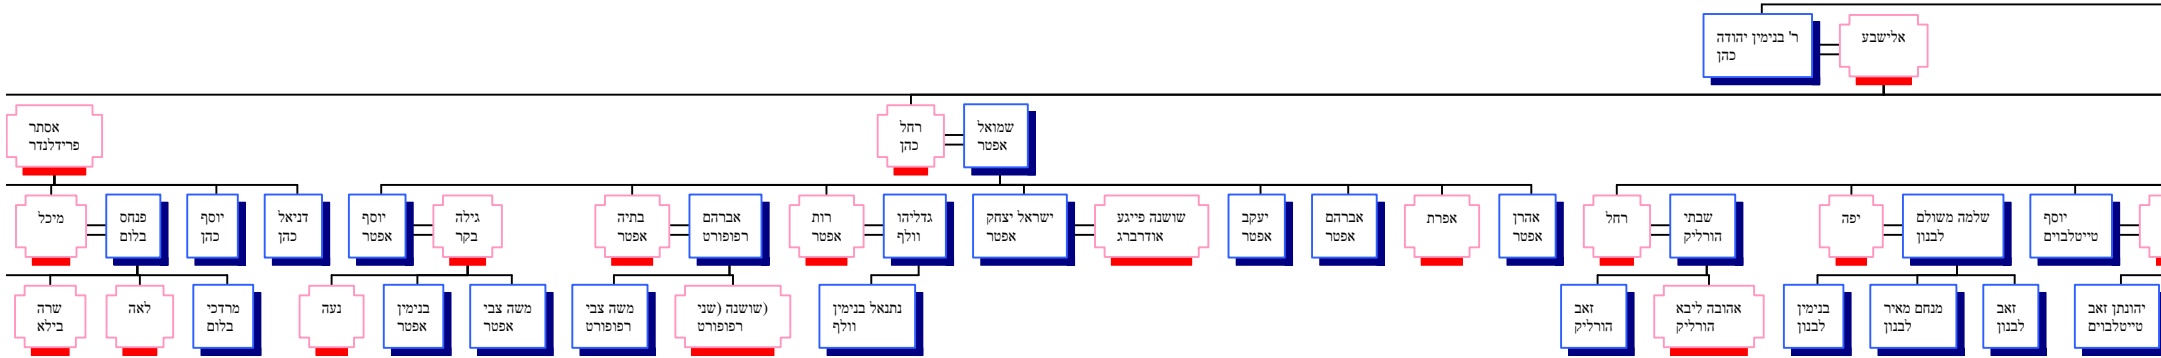 ר' בנימין יהודה
כהן
אלישבע
שמואל
אפטר
רחל
כהן
אסתר
פרידלנדר
יוסף
טייטלבוים
שלמה משולם
לבנון
יפה
שבתי
הורליק
רחל
אהרן
אפטר
אפרת
אברהם
אפטר
יעקב
אפטר
שושנה פייגע
אודרברג
ישראל יצחק
אפטר
גדליהו
וולף
רות
אפטר
אברהם
רפופורט
בתיה
אפטר
גילה
בקר
יוסף
אפטר
דניאל
כהן
יוסף
כהן
פנחס
בלום
מיכל
יהונתן זאב
טייטלבוים
זאב
לבנון
מנחם מאיר
לבנון
בנימין
לבנון
אהובה ליבא
הורליק
זאב
הורליק
נתנאל בנימין
וולף
(שושנה (שני
רפופורט
משה צבי
רפופורט
משה צבי
אפטר
בנימין
אפטר
נעה
מרדכי
בלום
לאה
שרה
בילא